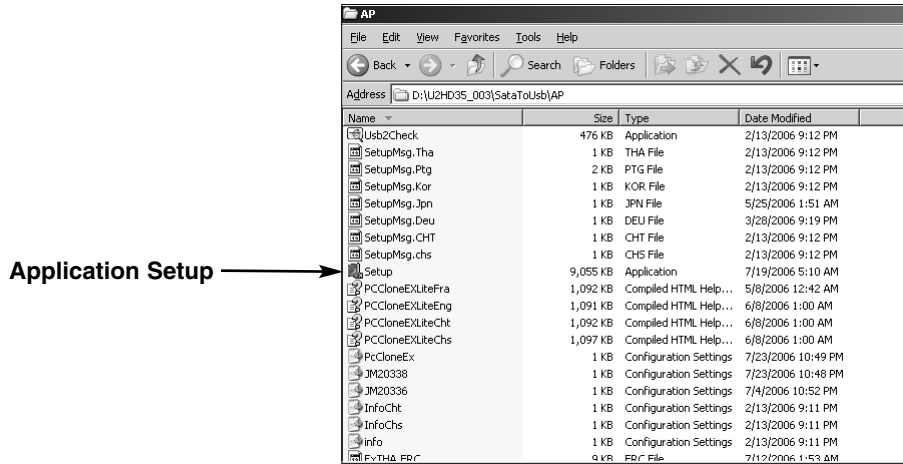 AP
File Edit View Favorites Tools Help
Back Search Folders
Address D:\U2HD35_003\SataToUsb\AP
Name Size Type Date Modified
Usb2Check 476 KB Application 2/13/2006 9:12 PM
SetupMsg.Tha 1 KB THA File 2/13/2006 9:12 PM
SetupMsg.Ptg 2 KB PTG File 2/13/2006 9:12 PM
SetupMsg.Kor 1 KB KOR File 2/13/2006 9:12 PM
SetupMsg.Jpn 1 KB JPN File 5/25/2006 1:51 AM
SetupMsg.Deu 1 KB DEU File 3/28/2006 9:19 PM
SetupMsg.CHT 1 KB CHT File 2/13/2006 9:12 PM
SetupMsg.chs 1 KB CHS File 2/13/2006 9:12 PM
Application Setup Setup 9,055 KB Application 7/19/2006 5:10 AM
PCCloneEXLiteFra 1,092 KB Compiled HTML Help... 5/8/2006 12:42 AM
PCCloneEXLiteEng 1,091 KB Compiled HTML Help... 6/8/2006 1:00 AM
PCCloneEXLiteCht 1,092 KB Compiled HTML Help... 6/8/2006 1:00 AM
PCCloneEXLiteChs 1,097 KB Compiled HTML Help... 6/8/2006 1:00 AM
PcCloneEx 1 KB Configuration Settings 7/23/2006 10:49 PM
JM20338 1 KB Configuration Settings 7/23/2006 10:48 PM
JM20336 1 KB Configuration Settings 7/4/2006 10:52 PM
InfoCht 1 KB Configuration Settings 2/13/2006 9:11 PM
InfoChs 1 KB Configuration Settings 2/13/2006 9:11 PM
info 1 KB Configuration Settings 2/13/2006 9:11 PM
ExTHA.ERC 9 KB ERC File 7/12/2006 1:53 AM